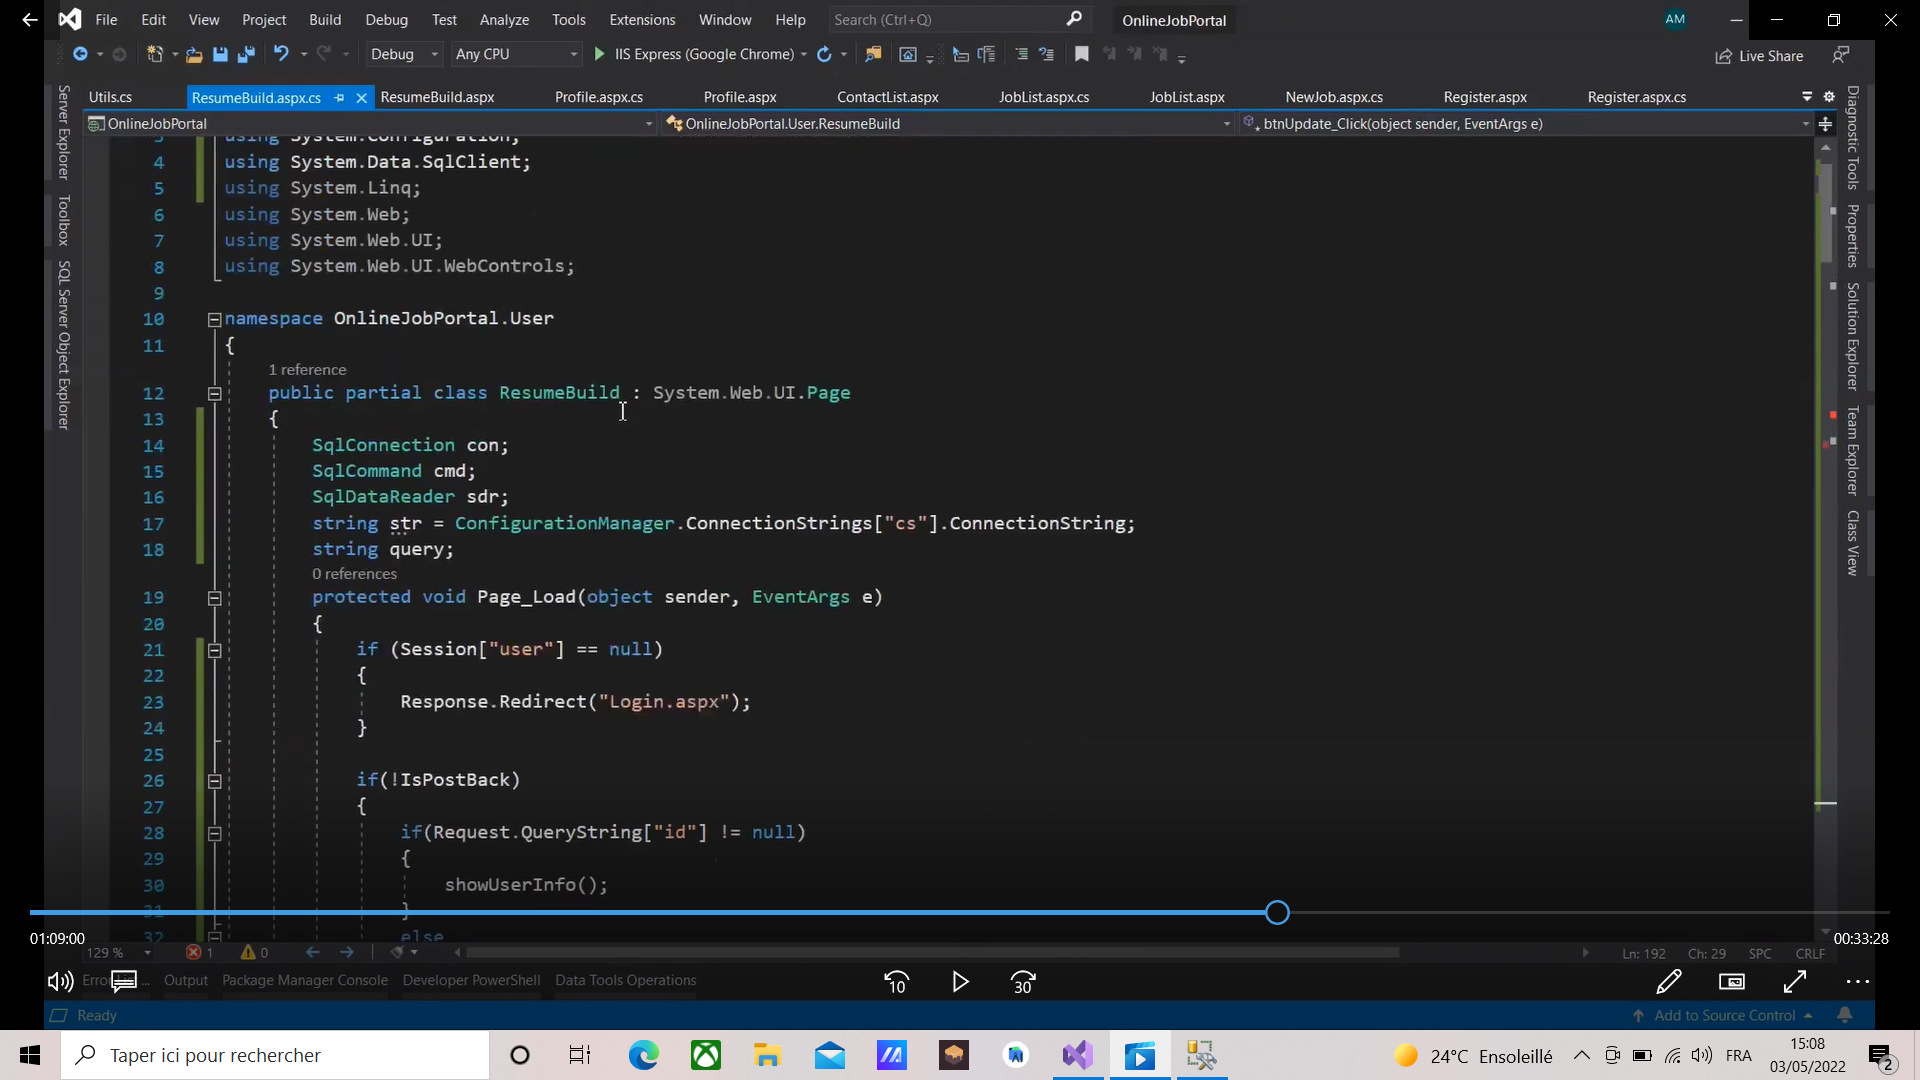 File Edit View Project Build Debug Test Analyze Tools Extensions Window Help Search (Ctrl+Q) OnlineJobPortal AM
Debug Any CPU IIS Express (Google Chrome) Live Share
Utils.cs ResumeBuild.aspx.cs ResumeBuild.aspx Profile.aspx.cs Profile.aspx ContactList.aspx JobList.aspx.cs JobList.aspx NewJob.aspx.cs Register.aspx Register.aspx.cs
OnlineJobPortal OnlineJobPortal.User.ResumeBuild btnUpdate_Click(object sender, EventArgs e)
Server Explorer
Toolbox
SQL Server Object Explorer
3 using System.Configuration;
4 using System.Data.SqlClient;
5 using System.Linq;
6 using System.Web;
7 using System.Web.UI;
8 using System.Web.UI.WebControls;
9
10 namespace OnlineJobPortal.User
11 {
1 reference
12 public partial class ResumeBuild : System.Web.UI.Page
13 {
14 SqlConnection con;
15 SqlCommand cmd;
16 SqlDataReader sdr;
17 string str = ConfigurationManager.ConnectionStrings["cs"].ConnectionString;
18 string query;
0 references
19 protected void Page_Load(object sender, EventArgs e)
20 {
21 if (Session["user"] == null)
22 {
23 Response.Redirect("Login.aspx");
24 }
25
26 if(!IsPostBack)
27 {
28 if(Request.QueryString["id"] != null)
29 {
30 showUserInfo();
31 }
32 else
Diagnostic Tools
Properties
Solution Explorer
Team Explorer
Class View
01:09:00 00:33:28
129 % 1 0 Ln: 192 Ch: 29 SPC CRLF
Output Package Manager Console Developer PowerShell Data Tools Operations
10 30
Ready Add to Source Control
Taper ici pour rechercher 24°C Ensoleillé FRA 15:08
03/05/2022 2